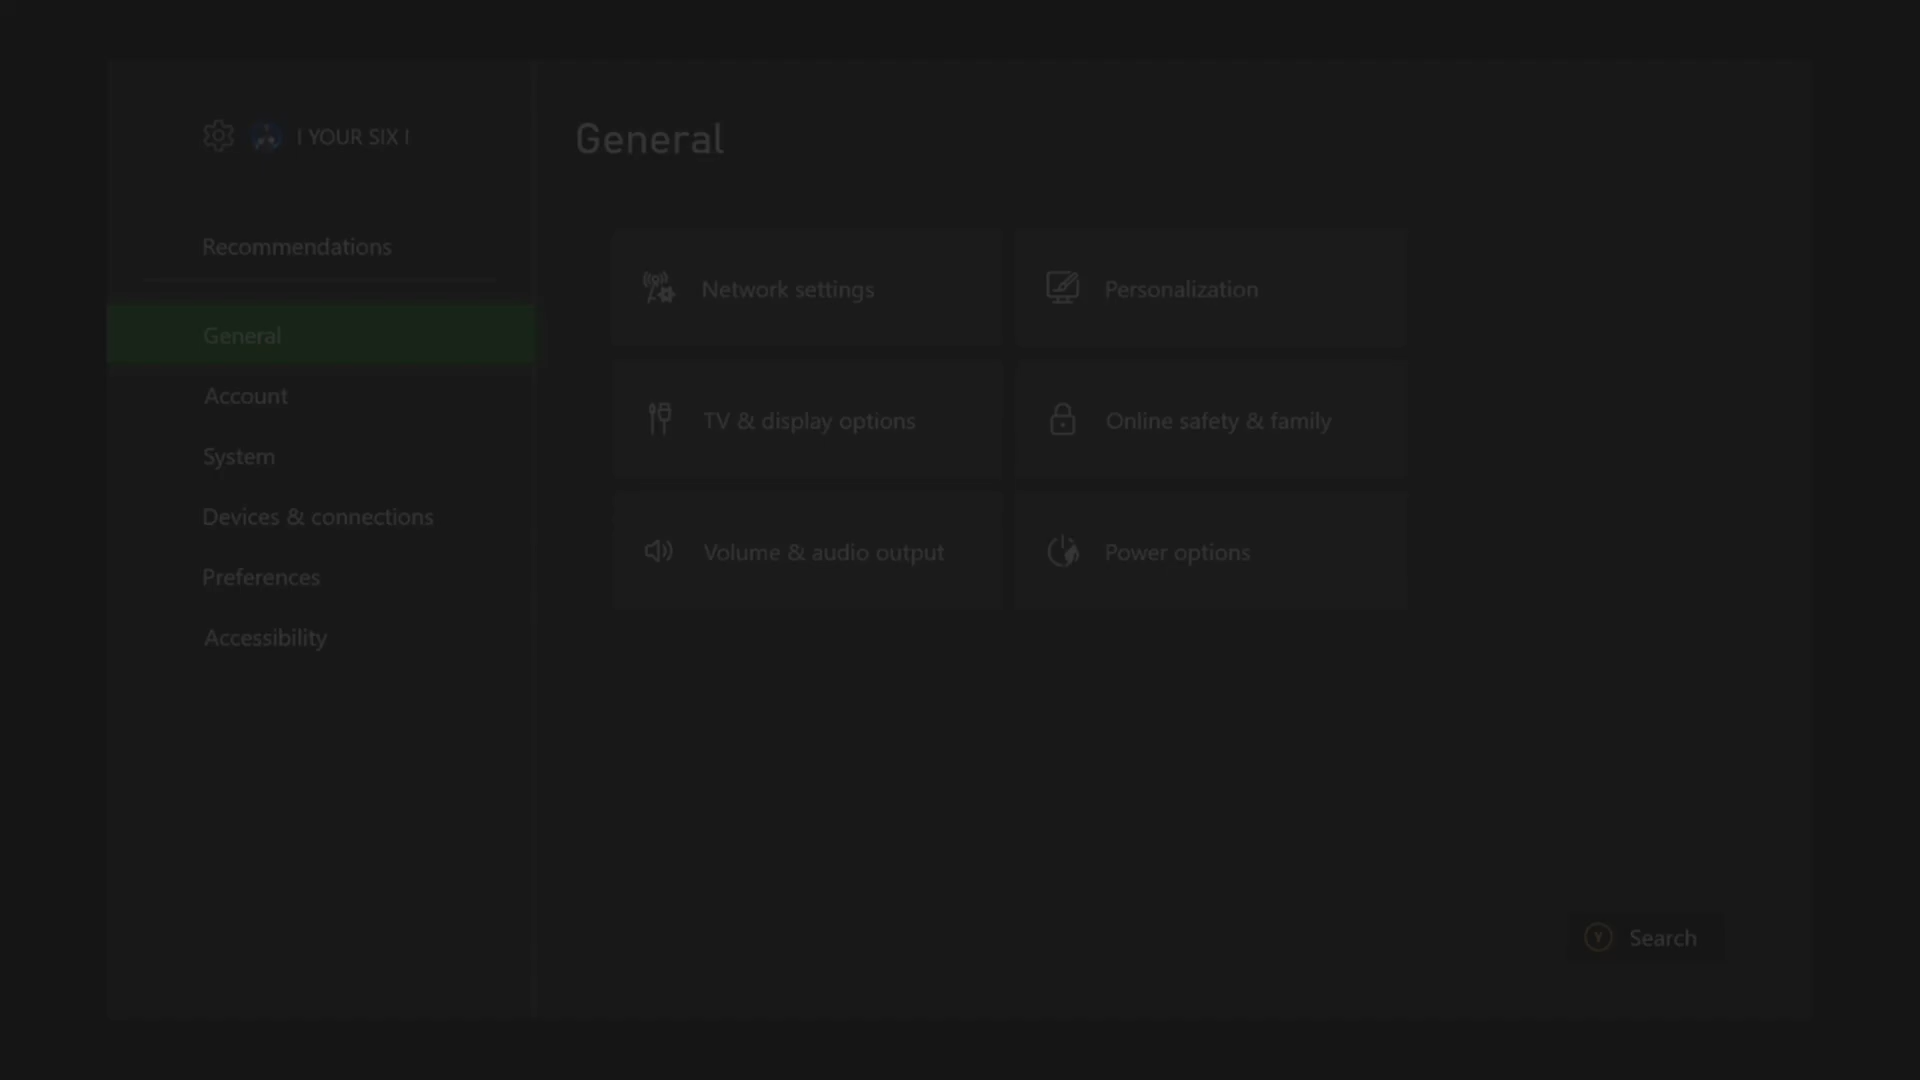 I YOUR SIX I
Recommendations
General
Account
System
Devices & connections
Preferences
Accessibility
General
Network settings
Personalization
TV & display options
Online safety & family
Volume & audio output
Power options
Y Search